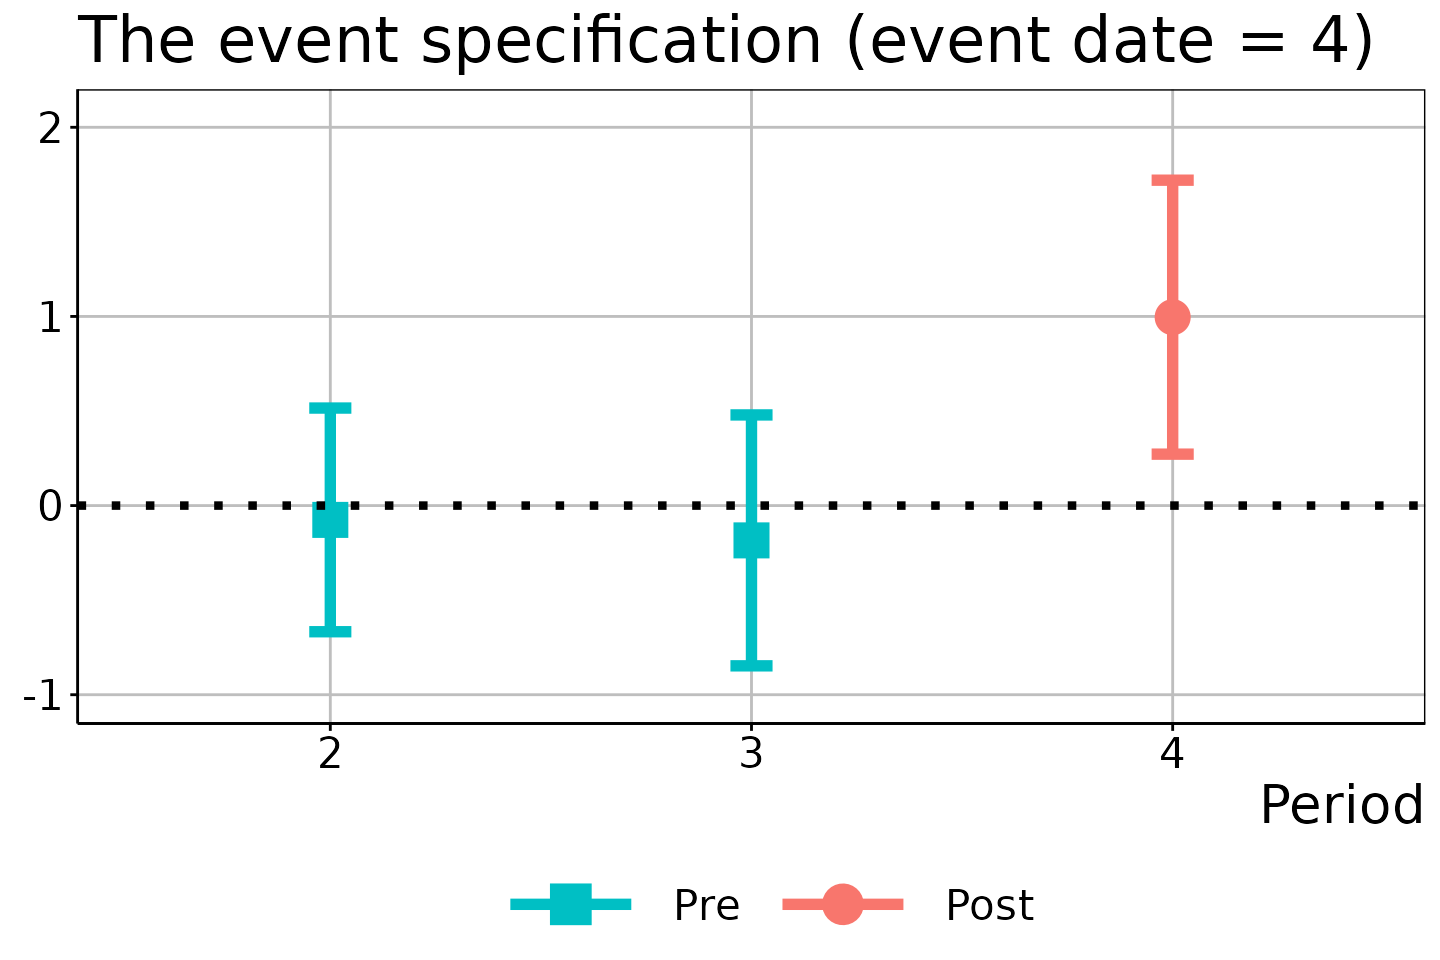 The event specification (event date = 4)
2
1
0
-1
2 3 4
Period
Pre Post